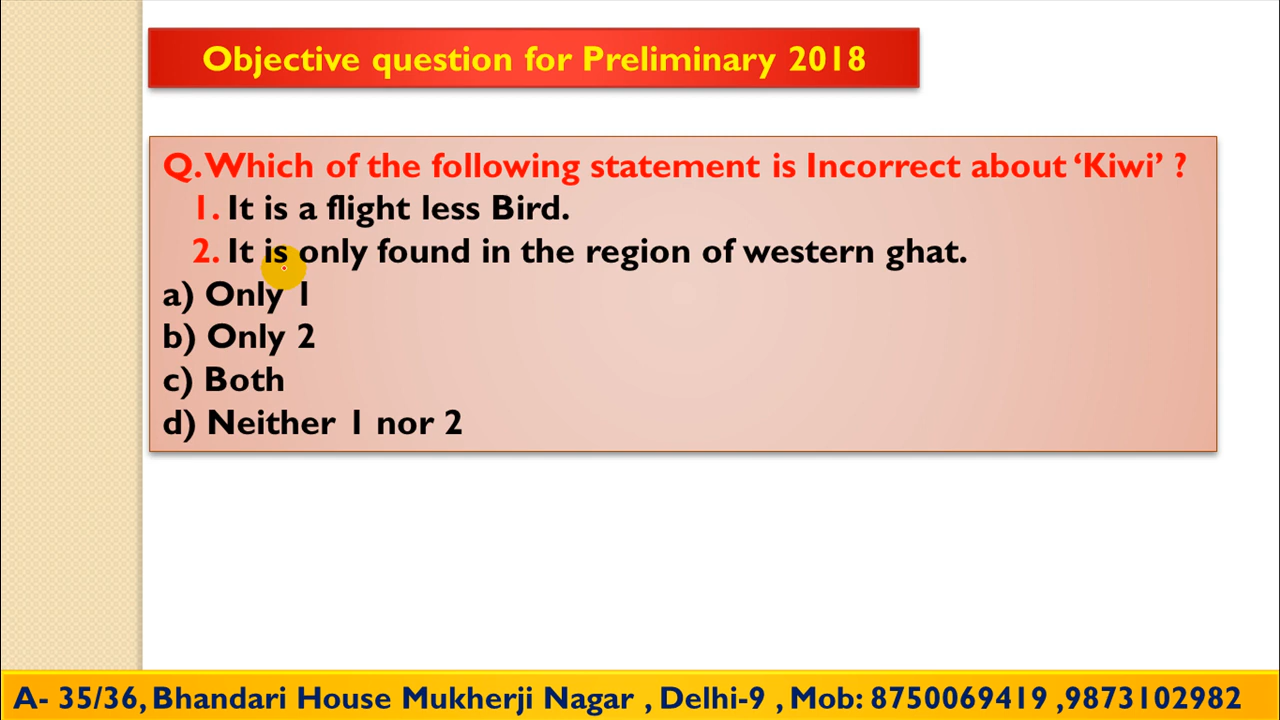 Objective question for Preliminary 2018
Q. Which of the following statement is Incorrect about ‘Kiwi’ ?
1. It is a flight less Bird.
2. It is only found in the region of western ghat.
a) Only 1
b) Only 2
c) Both
d) Neither 1 nor 2
A- 35/36, Bhandari House Mukherji Nagar , Delhi-9 , Mob: 8750069419 ,9873102982